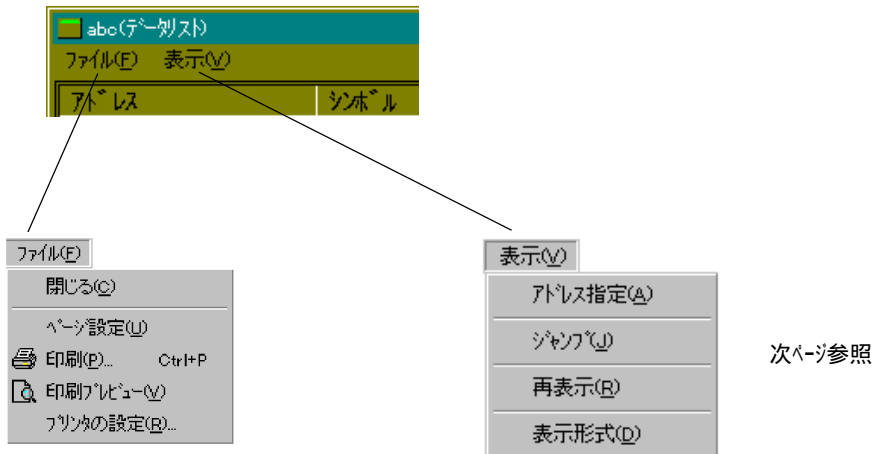 abc(ﾃﾞｰﾀﾘｽﾄ)
ﾌｧｲﾙ(F) 表示(V)
ｱﾄﾞﾚｽ ｼﾝﾎﾞﾙ
ﾌｧｲﾙ(F)
閉じる(C)
ﾍﾟｰｼﾞ設定(U)
印刷(P)... Ctrl+P
印刷ﾌﾟﾚﾋﾞｭｰ(V)
ﾌﾟﾘﾝﾀの設定(R)...
表示(V)
ｱﾄﾞﾚｽ指定(A)
ｼﾞｬﾝﾌﾟ(J)
再表示(R)
表示形式(D)
次ﾍﾟｰｼﾞ参照